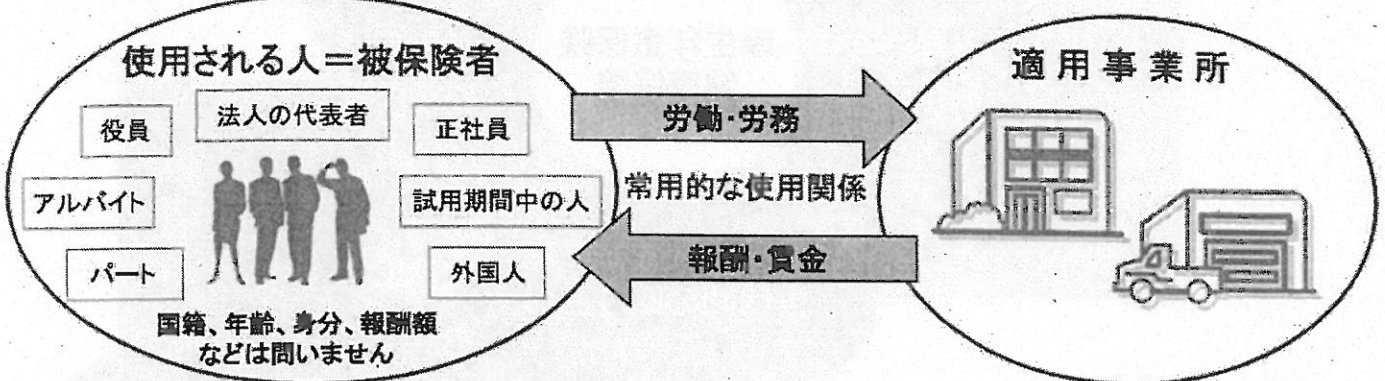 使用される人＝被保険者
役員
法人の代表者
正社員
アルバイト
試用期間中の人
パート
外国人
国籍、年齢、身分、報酬額
などは問いません
労働・労務
常用的な使用関係
報酬・賃金
適用事業所